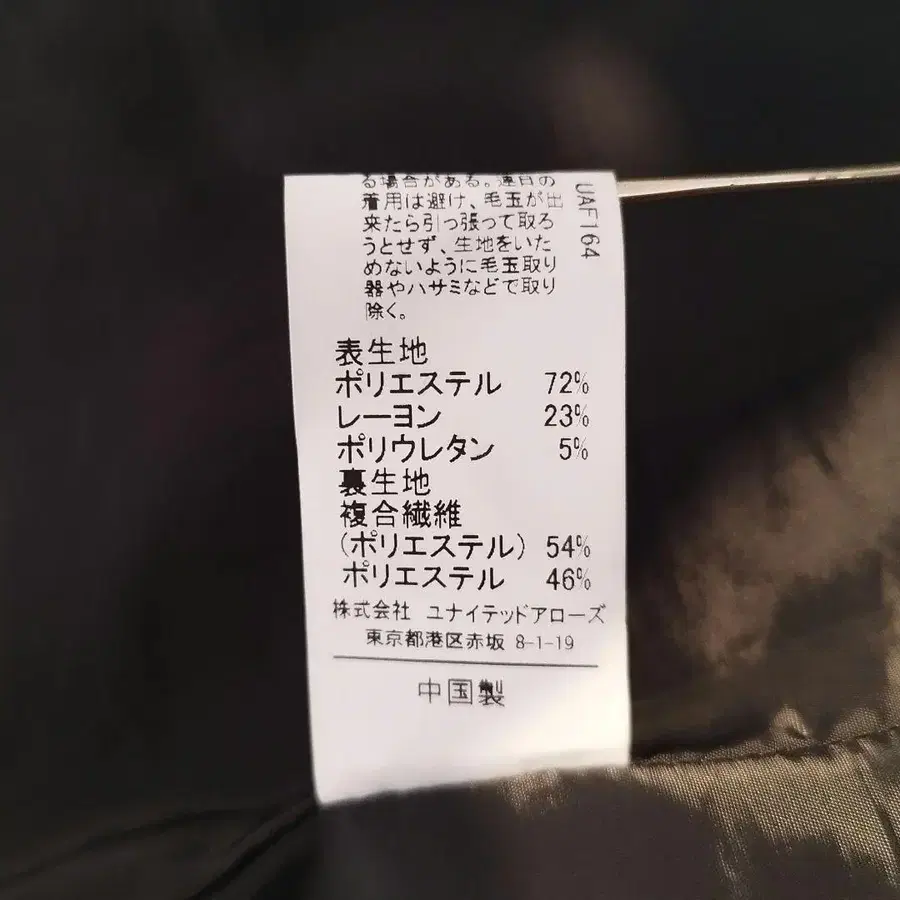 る場合がある。連日の
着用は避け、毛玉が出
来たら引っ張って取ろ
うとせず、生地をいた
めないように毛玉取り
器やハサミなどで取り
除く。
UAF164
表生地
ポリエステル 72%
レーヨン 23%
ポリウレタン 5%
裏生地
複合繊維
(ポリエステル) 54%
ポリエステル 46%
株式会社 ユナイテッドアローズ
東京都港区赤坂 8-1-19
中国製